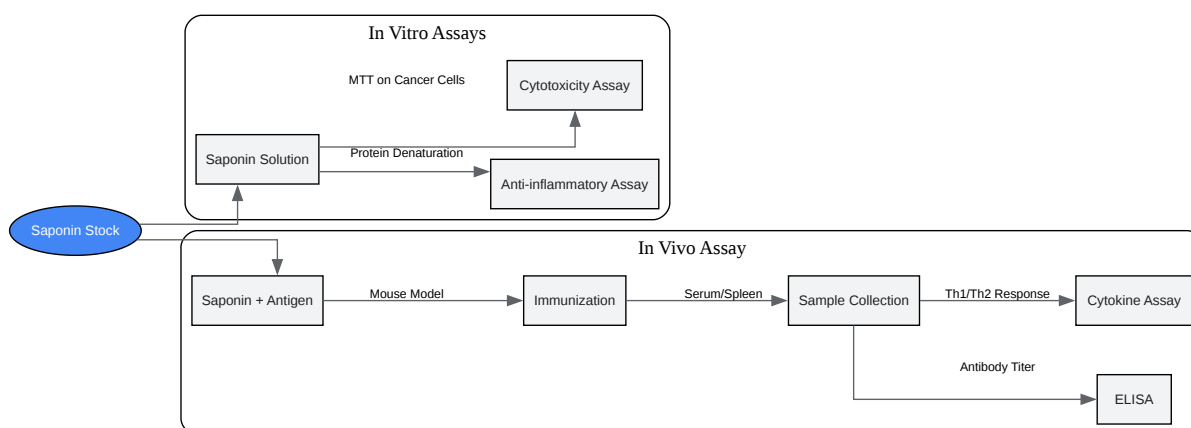 In Vitro Assays
MTT on Cancer Cells
Cytotoxicity Assay
Saponin Solution
Protein Denaturation
Anti-inflammatory Assay
Saponin Stock
In Vivo Assay
Saponin + Antigen
Mouse Model
Immunization
Serum/Spleen
Sample Collection
Th1/Th2 Response
Cytokine Assay
Antibody Titer
ELISA